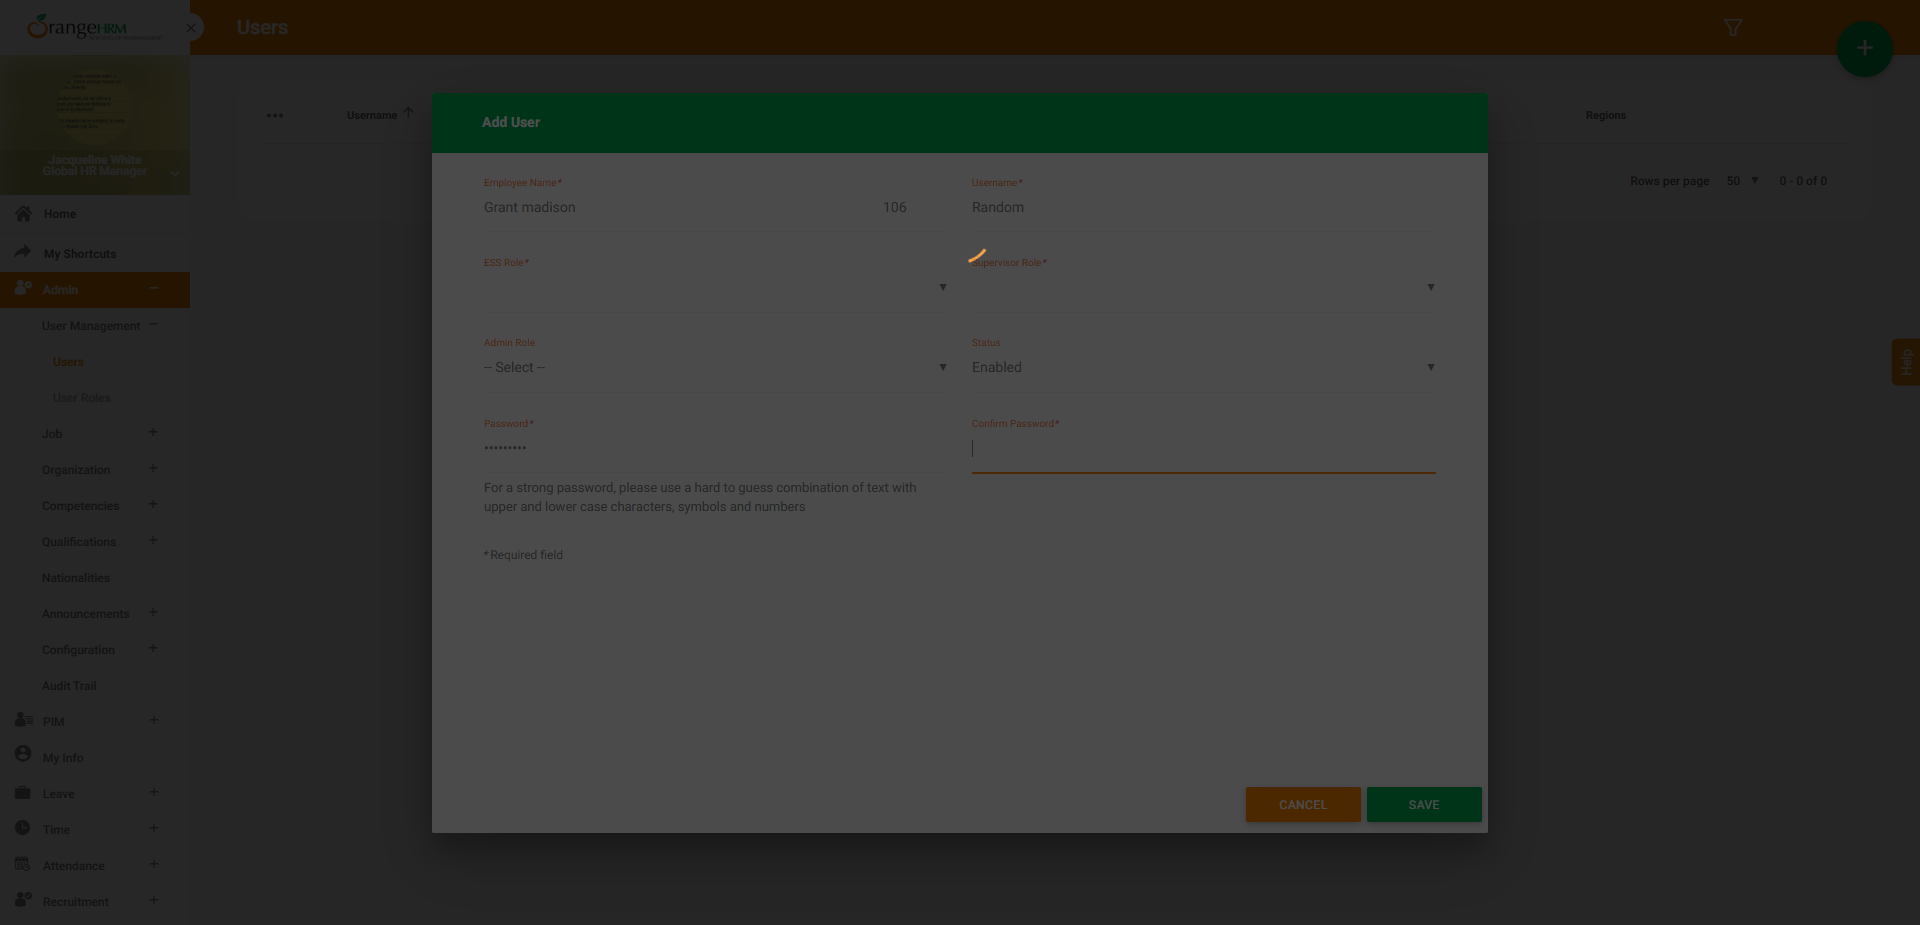 OrangeHRM
Users
Jacqueline White
Global HR Manager
Home
My Shortcuts
Admin
User Management
Users
User Roles
Job
Organization
Competencies
Qualifications
Nationalities
Announcements
Configuration
Audit Trail
PIM
My Info
Leave
Time
Attendance
Recruitment
Username
Regions
Rows per page 50 0 - 0 of 0
Help
Add User
Employee Name* Username*
Grant madison 106 Random
ESS Role* Supervisor Role*
Admin Role Status
-- Select -- Enabled
Password* Confirm Password*
•••••••••
For a strong password, please use a hard to guess combination of text with
upper and lower case characters, symbols and numbers
* Required field
CANCEL SAVE